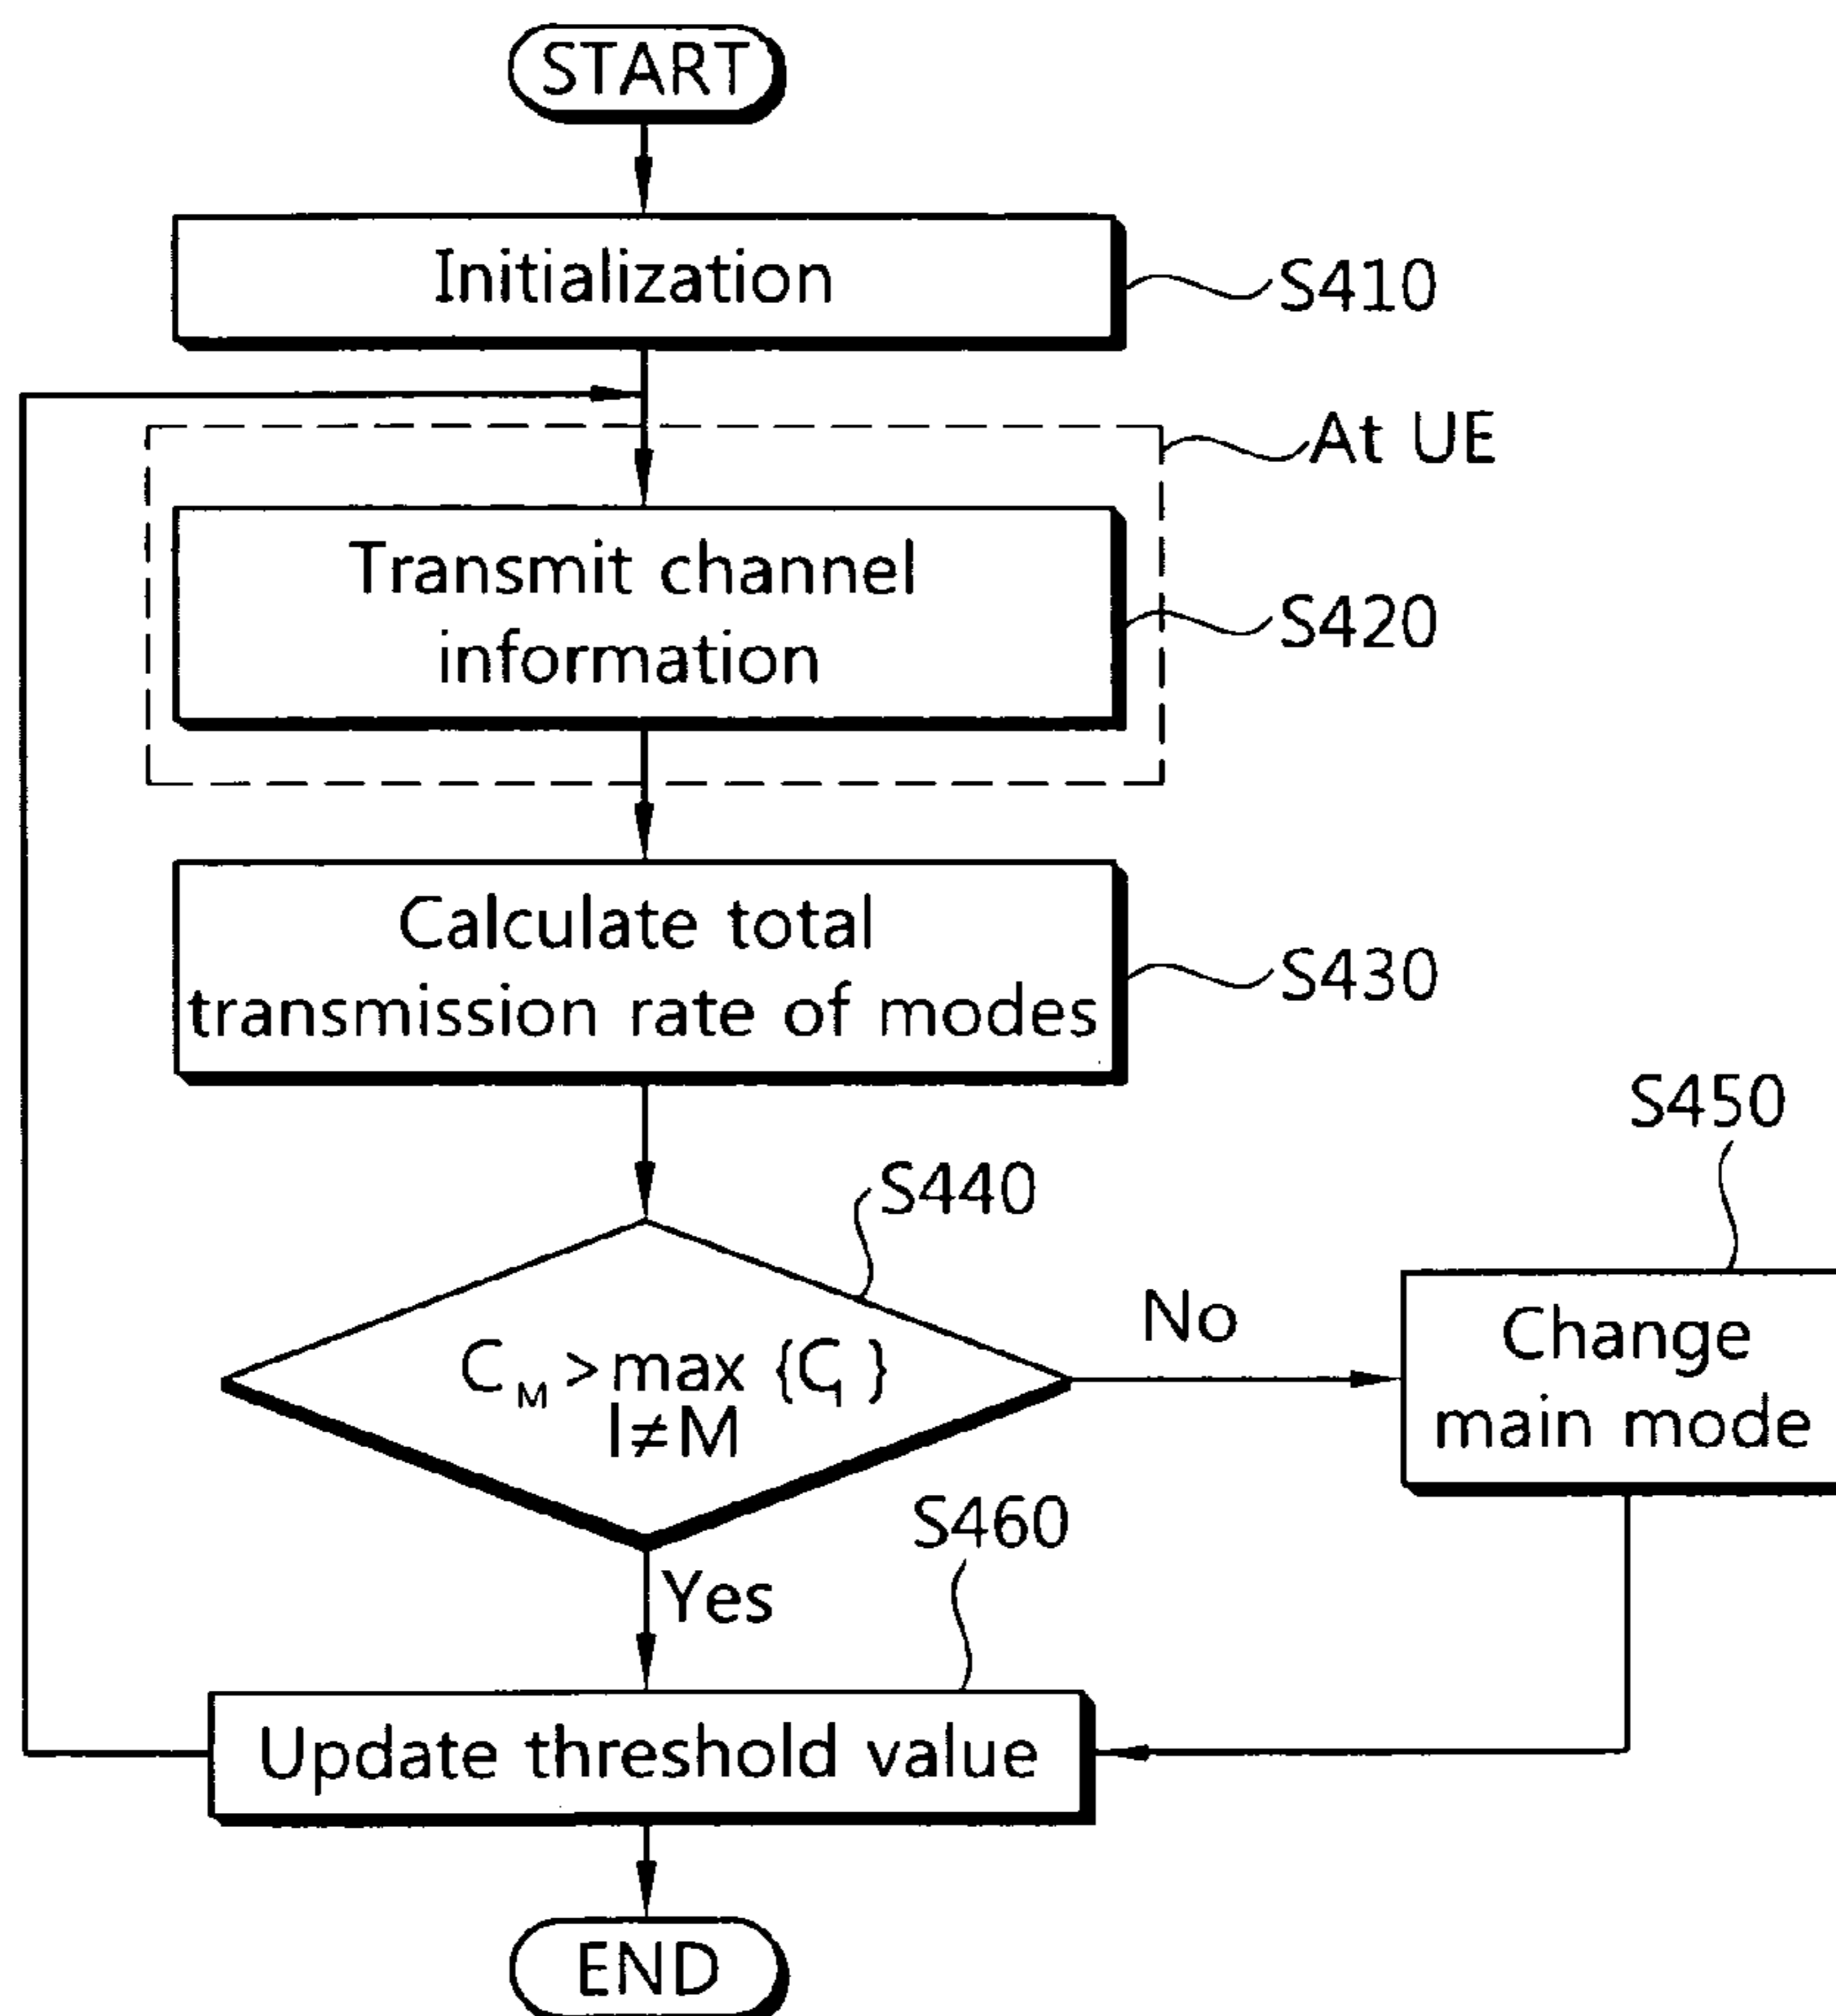 START
Initialization
S410
At UE
Transmit channel
information
S420
Calculate total
transmission rate of modes
S430
S450
S440
No
Change
main mode
C_M > max {C_I}
I≠M
S460
Yes
Update threshold value
END